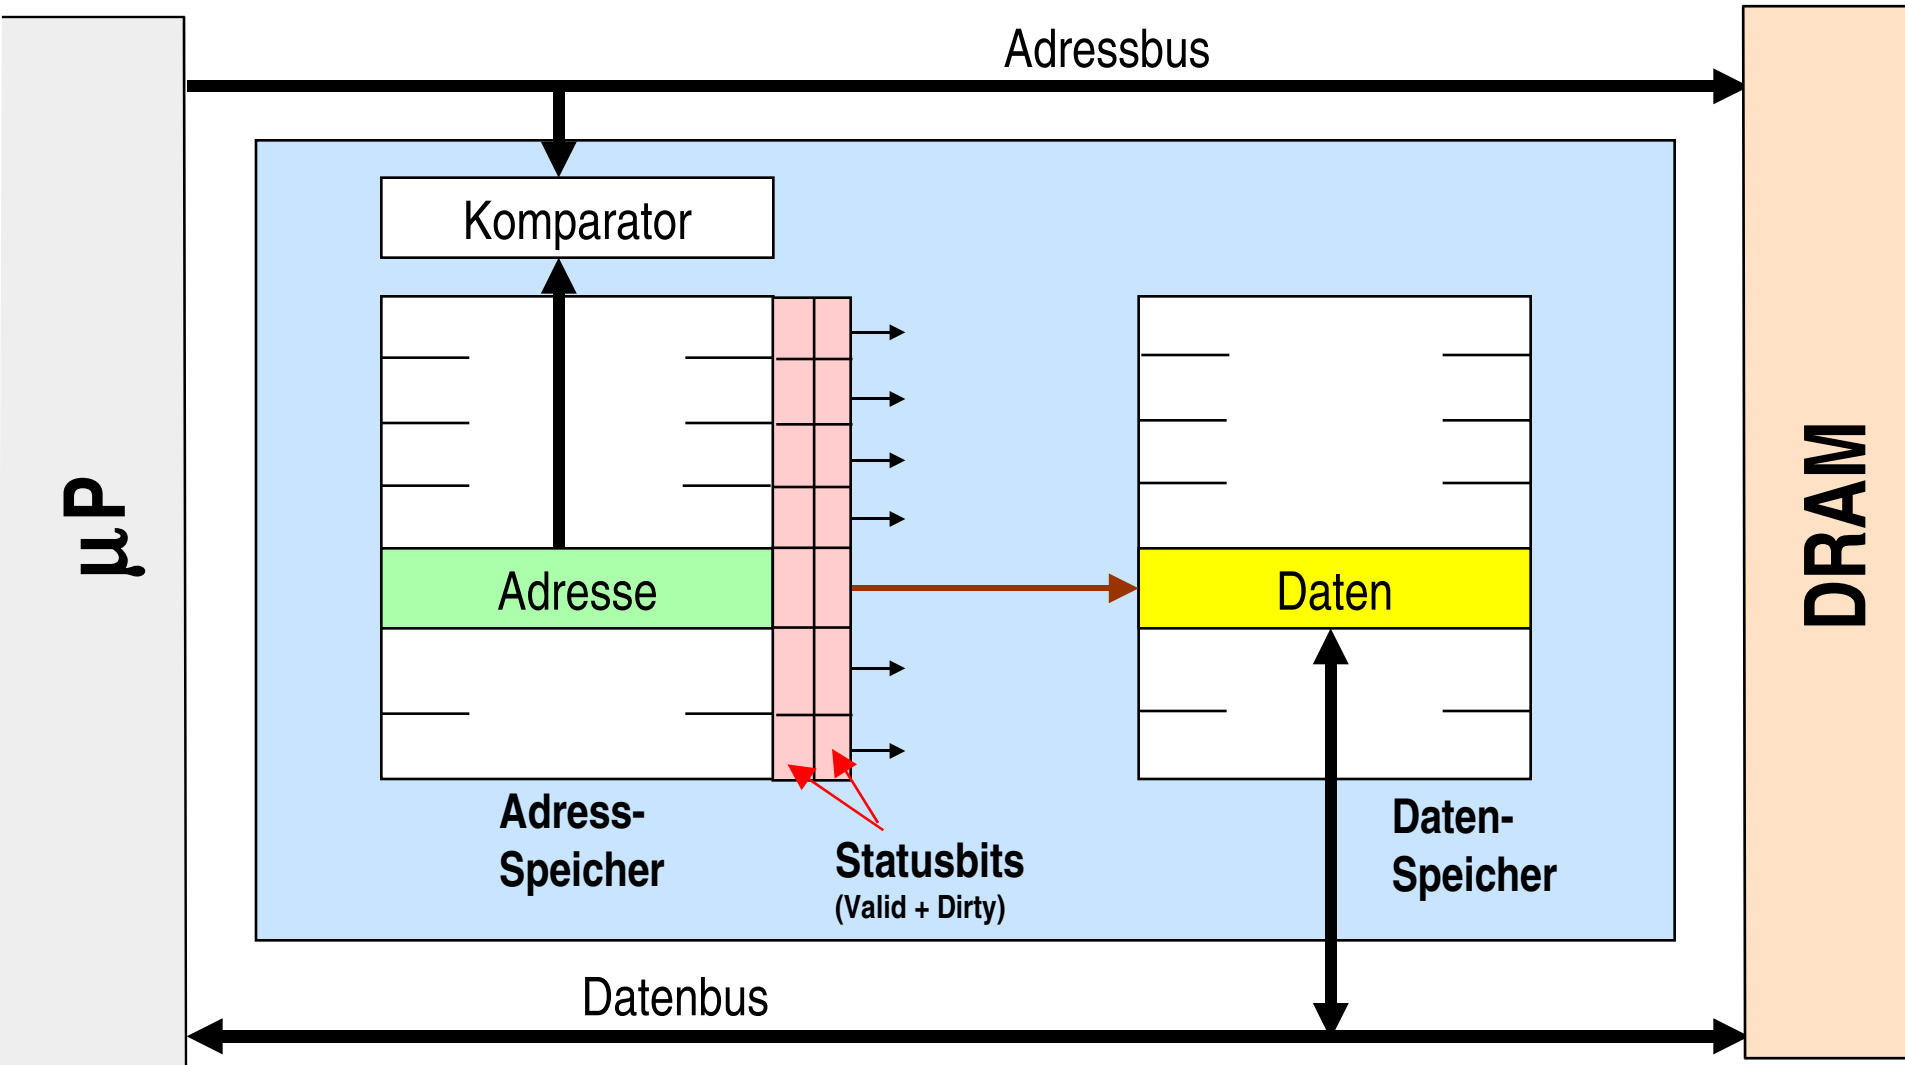 Adressbus
Komparator
µP
DRAM
Adresse
Daten
Adress-
Speicher
Daten-
Speicher
Statusbits
(Valid + Dirty)
Datenbus